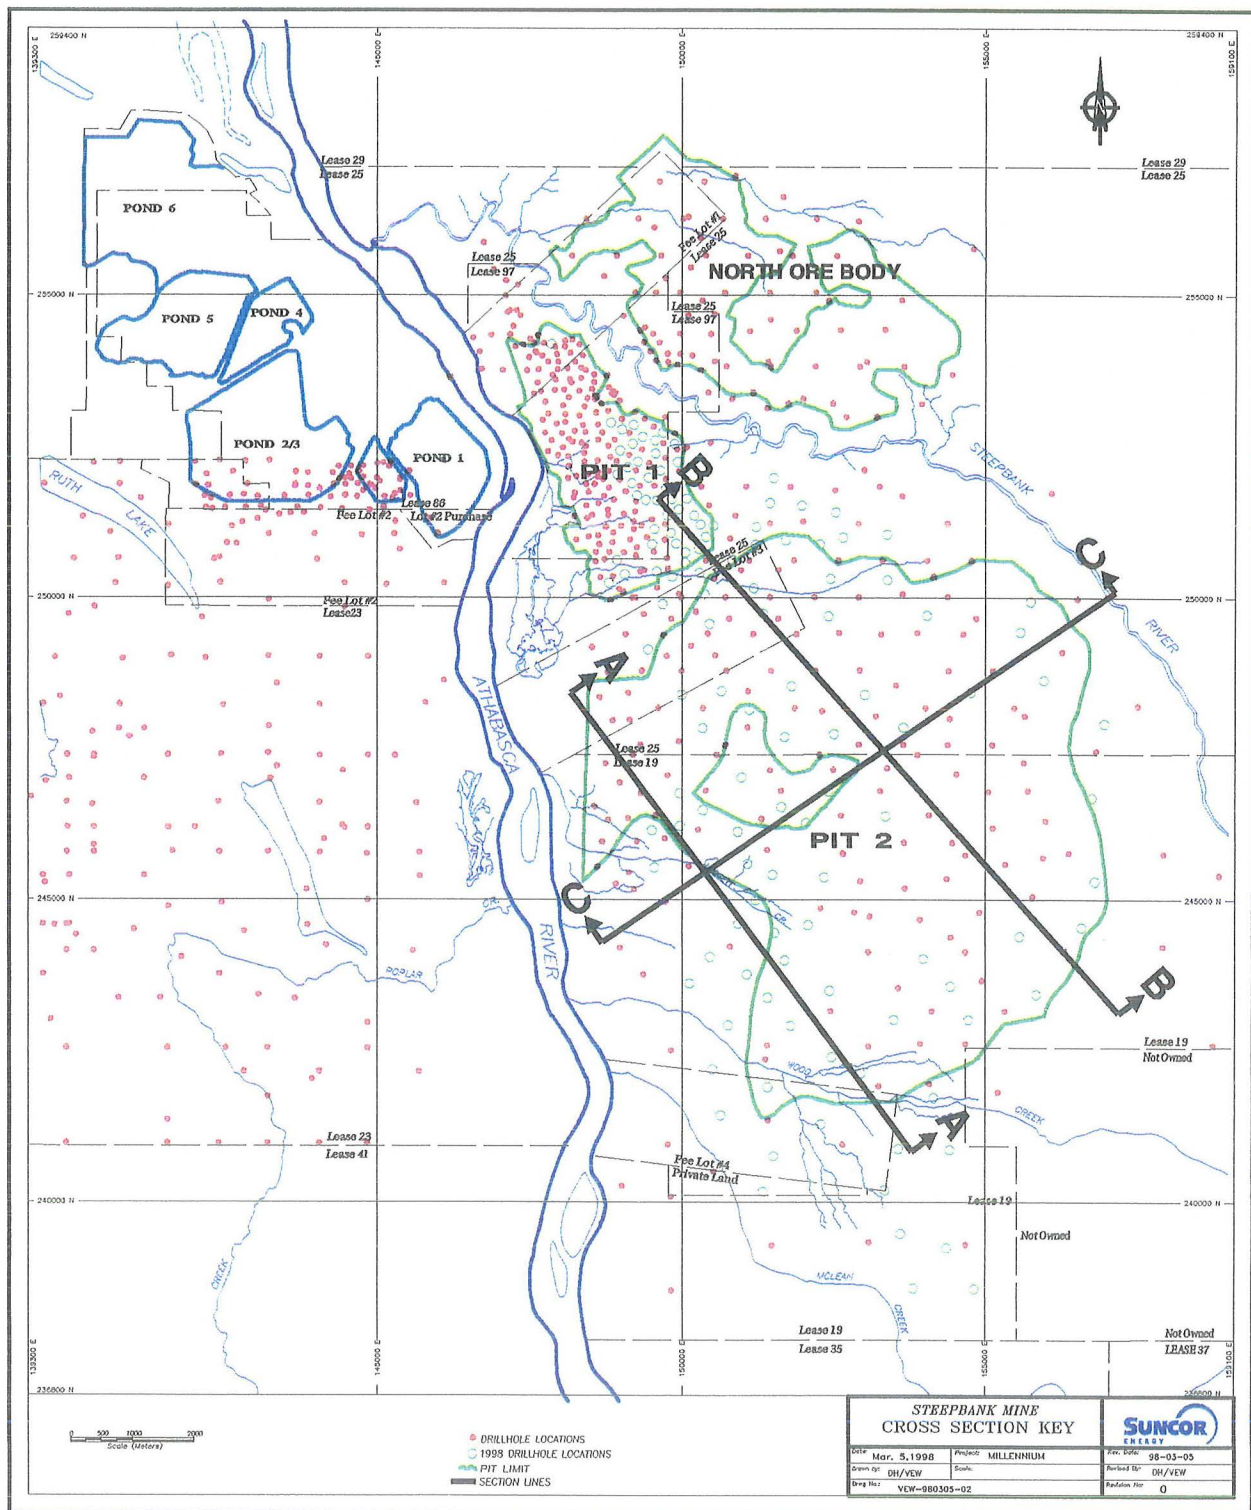 259400 N
259400 N
139300 E
145000 E
150000 E
155000 E
159100 E
Lease 29
Lease 25
Lease 29
Lease 25
POND 6
Fee Lot #1
Lease 25
Lease 25
Lease 97
NORTH ORE BODY
255000 N
255000 N
POND 5
POND 4
Lease 25
Lease 97
POND 2/3
POND 1
PIT 1
B
STEEPBANK
RUTH
LAKE
Lease 86
Fee Lot #2
Lot #2 Purchase
Lease 25
Fee Lot #3
C
250000 N
250000 N
Fee Lot #2
Lease 23
RIVER
A
ATHABASCA
Lease 25
Lease 19
PIT 2
C
245000 N
245000 N
CR.
CR.
RIVER
POPLAR
B
Lease 19
Not Owned
WOOD
CREEK
A
Lease 23
Lease 41
Fee Lot #4
Private Land
240000 N
Lease 19
240000 N
Not Owned
CREEK
MCLEAN
CREEK
Lease 19
Lease 35
Not Owned
LEASE 37
139300 E
145000 E
150000 E
155000 E
159100 E
236800 N
236800 N
0 500 1000 2000
Scale (Meters)
DRILLHOLE LOCATIONS
1998 DRILLHOLE LOCATIONS
PIT LIMIT
SECTION LINES
STEEPBANK MINE
CROSS SECTION KEY
SUNCOR
ENERGY
Date: Mar. 5,1998
Project: MILLENNIUM
Rev. Date: 98-03-05
Drawn by: DH/VEW
Scale:
Revised By: DH/VEW
Drwg No.: VEW-980305-02
Revision No: 0